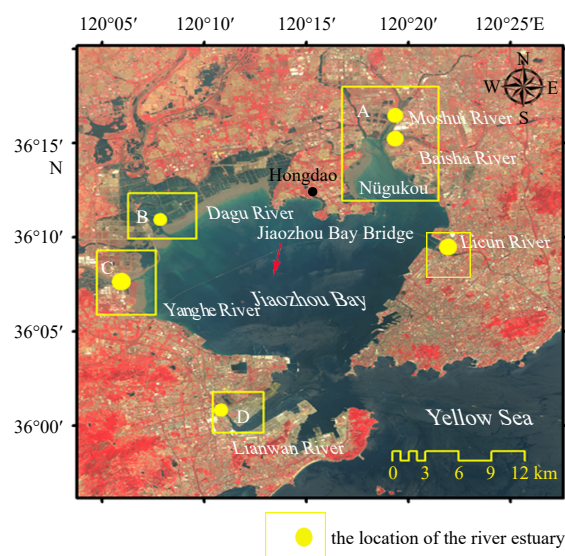 120°05′ 120°10′ 120°15′ 120°20′ 120°25′E
N
W E
S
36°15′
N
36°10′
36°05′
36°00′
A
Moshui River
Baisha River
Hongdao
Nügukou
B
Dagu River
Jiaozhou Bay Bridge
Licun River
C
Yanghe River
Jiaozhou Bay
D
Lianwan River
Yellow Sea
0 3 6 9 12 km
the location of the river estuary